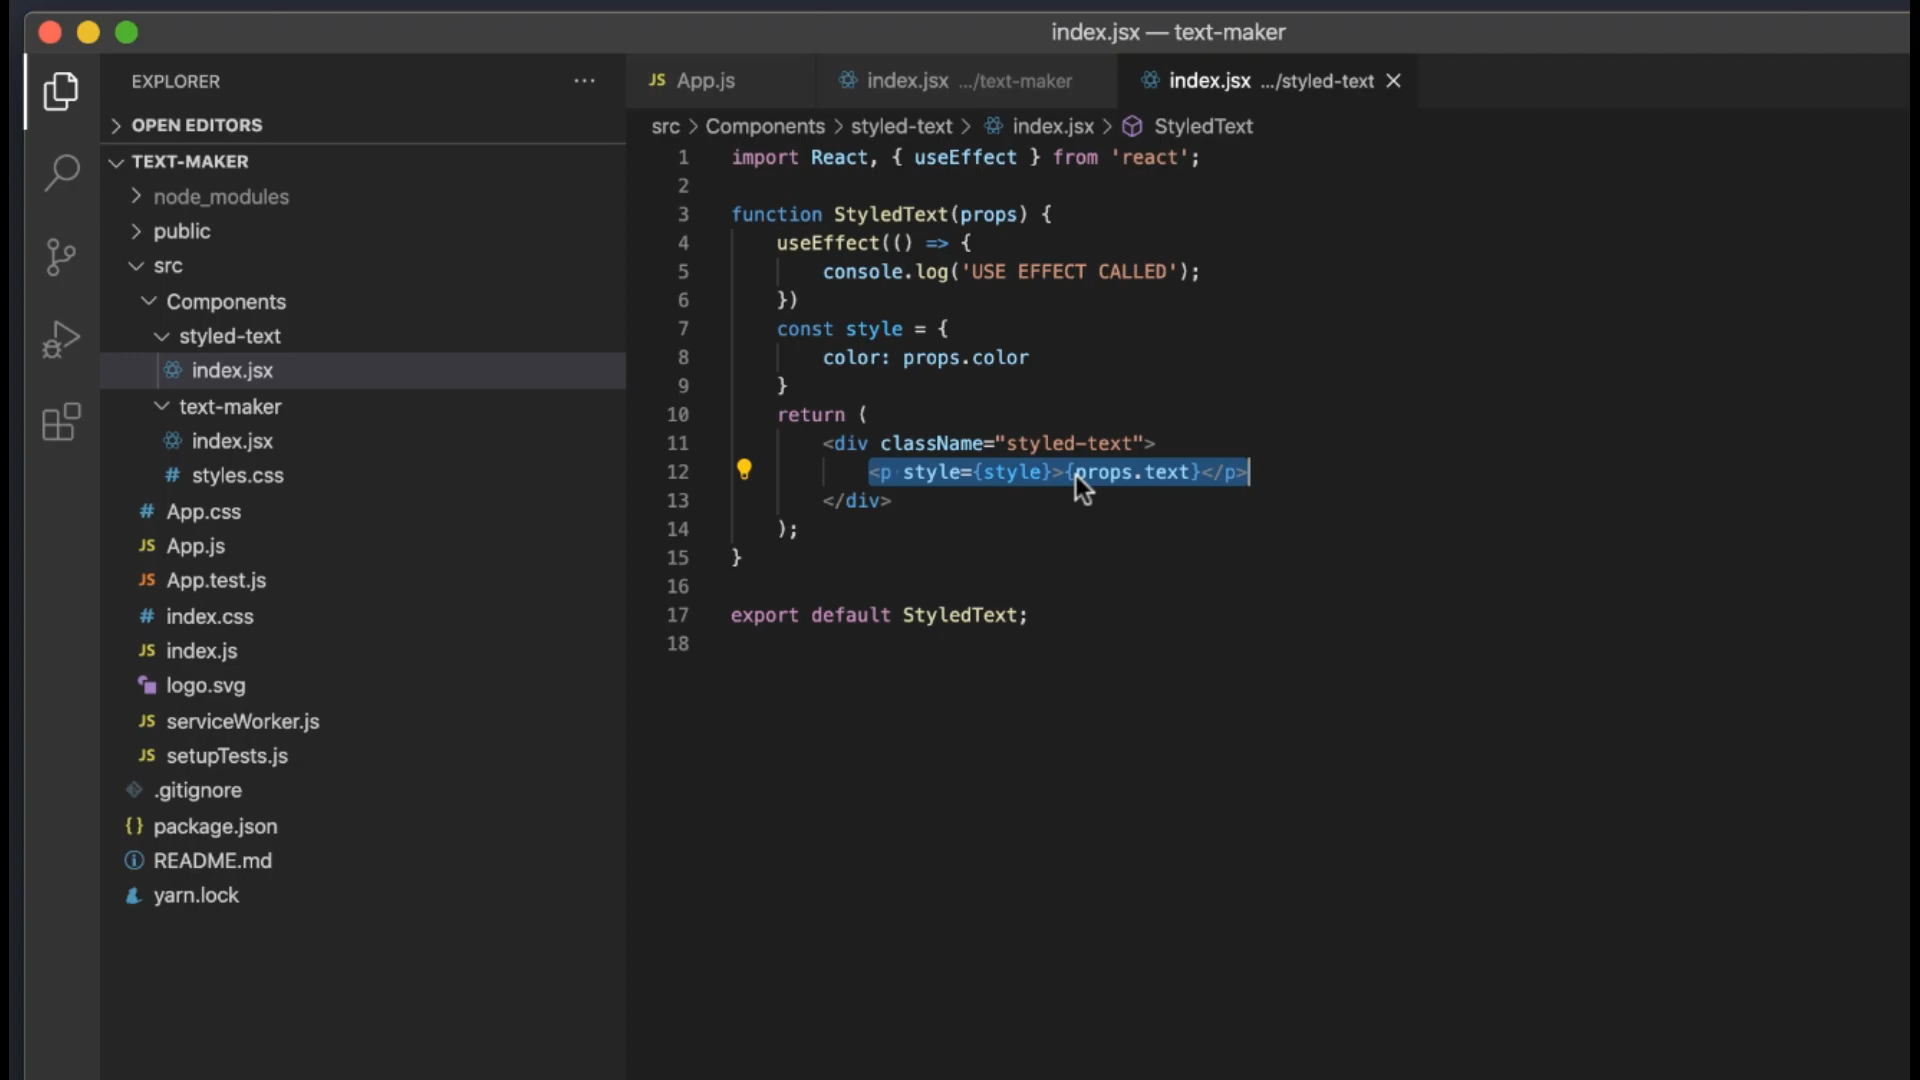 index.jsx — text-maker
EXPLORER ...
OPEN EDITORS
TEXT-MAKER
node_modules
public
src
Components
styled-text
index.jsx
text-maker
index.jsx
# styles.css
# App.css
JS App.js
JS App.test.js
# index.css
JS index.js
logo.svg
JS serviceWorker.js
JS setupTests.js
.gitignore
{} package.json
README.md
yarn.lock
JS App.js index.jsx .../text-maker index.jsx .../styled-text
src > Components > styled-text > index.jsx > StyledText
1 import React, { useEffect } from 'react';
2
3 function StyledText(props) {
4 useEffect(() => {
5 console.log('USE EFFECT CALLED');
6 })
7 const style = {
8 color: props.color
9 }
10 return (
11 <div className="styled-text">
12 <p style={style}>{props.text}</p>
13 </div>
14 );
15 }
16
17 export default StyledText;
18